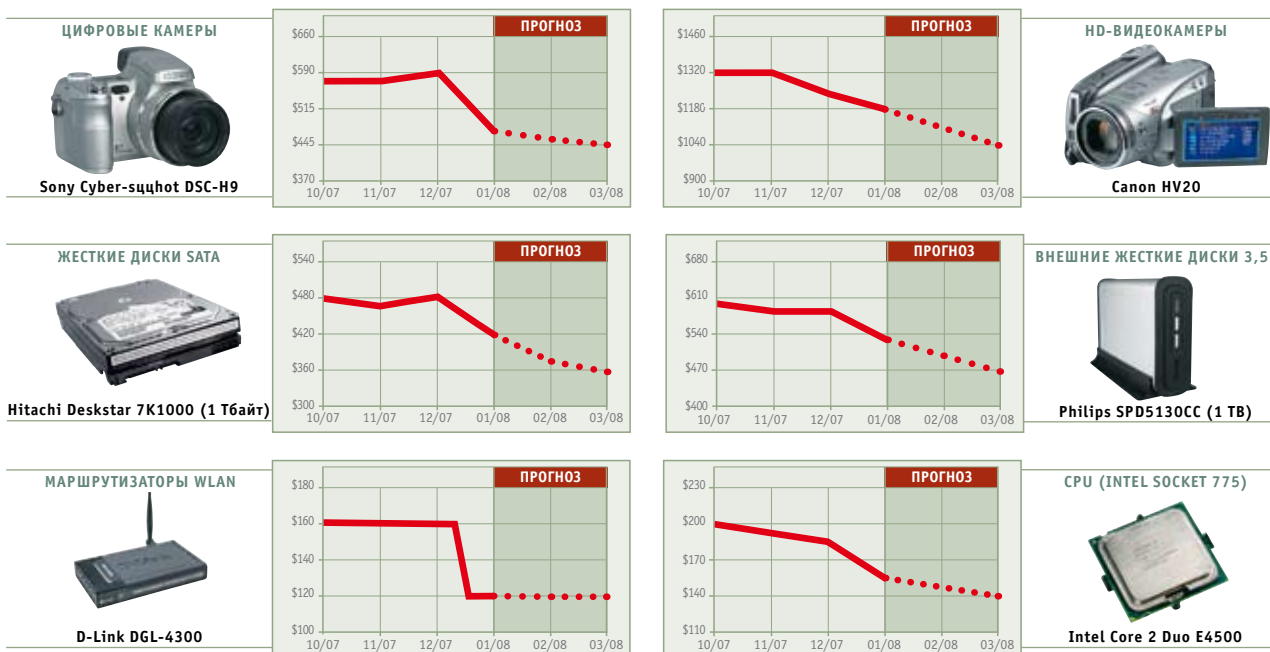 ЦИФРОВЫЕ КАМЕРЫ
Sony Cyber-sццhot DSC-H9
ПРОГНОЗ
$660
$590
$515
$445
$370
10/07 11/07 12/07 01/08 02/08 03/08
ПРОГНОЗ
$1460
$1320
$1180
$1040
$900
10/07 11/07 12/07 01/08 02/08 03/08
HD-ВИДЕОКАМЕРЫ
Canon HV20
ЖЕСТКИЕ ДИСКИ SATA
Hitachi Deskstar 7K1000 (1 Тбайт)
ПРОГНОЗ
$540
$480
$420
$360
$300
10/07 11/07 12/07 01/08 02/08 03/08
ПРОГНОЗ
$680
$610
$540
$470
$400
10/07 11/07 12/07 01/08 02/08 03/08
ВНЕШНИЕ ЖЕСТКИЕ ДИСКИ 3,5
Philips SPD5130CC (1 TB)
МАРШРУТИЗАТОРЫ WLAN
D-Link DGL-4300
ПРОГНОЗ
$180
$160
$140
$120
$100
10/07 11/07 12/07 01/08 02/08 03/08
ПРОГНОЗ
$230
$200
$170
$140
$110
10/07 11/07 12/07 01/08 02/08 03/08
CPU (INTEL SOCKET 775)
Intel Core 2 Duo E4500